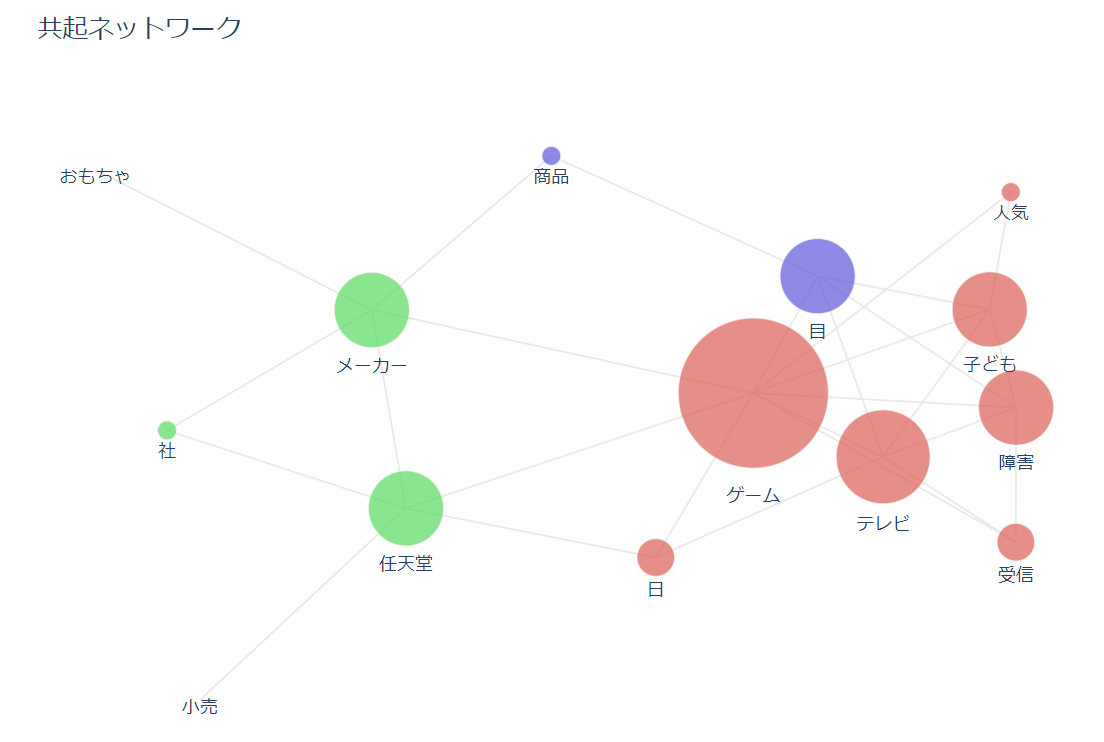 共起ネットワーク
おもちゃ
商品
人気
目
メーカー
子ども
社
障害
ゲーム
テレビ
任天堂
受信
日
小売